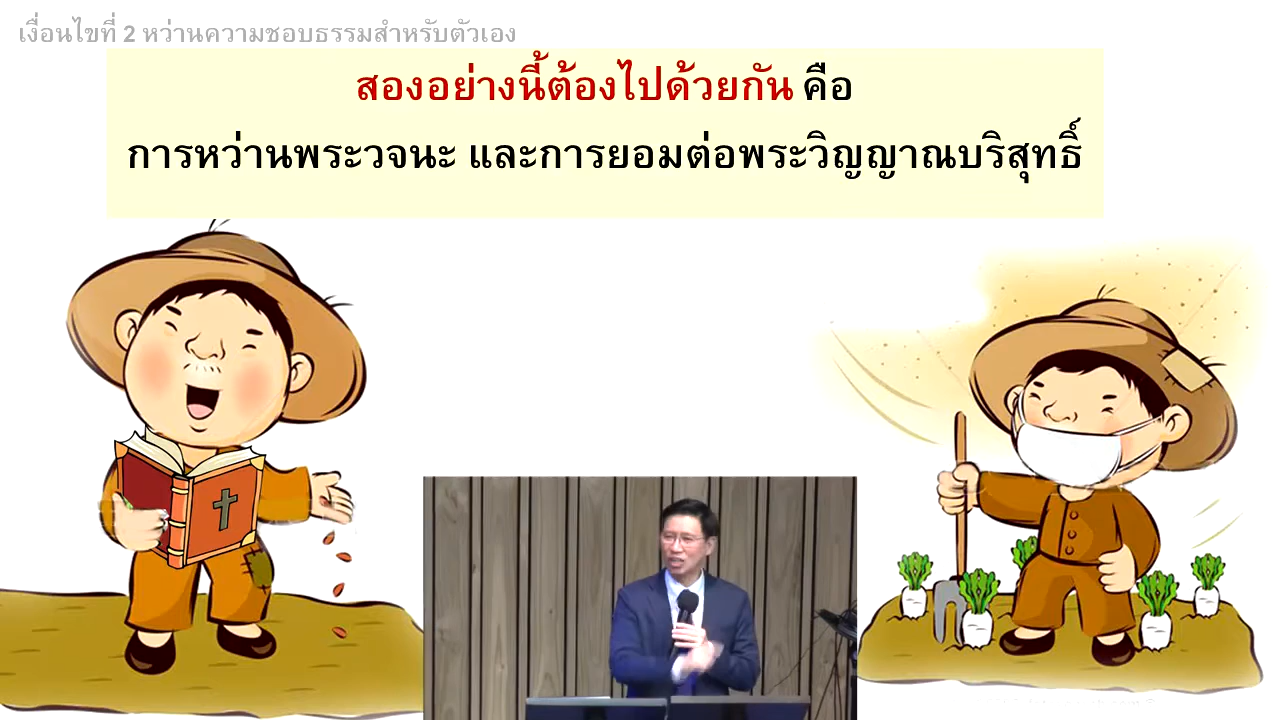 เงื่อนไขที่ 2 หว่านความชอบธรรมสำหรับตัวเอง
สองอย่างนี้ต้องไปด้วยกัน คือ
การหว่านพระวจนะ และการยอมต่อพระวิญญาณบริสุทธิ์